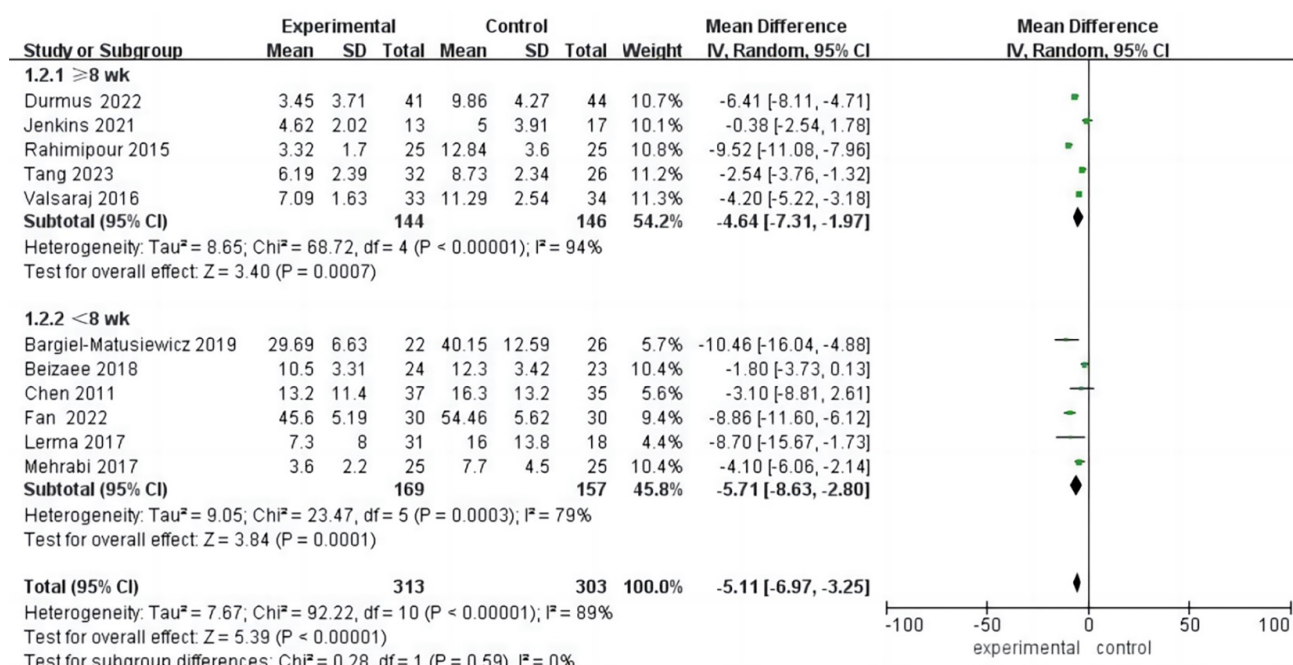 Experimental Control Mean Difference Mean Difference
Study or Subgroup Mean SD Total Mean SD Total Weight IV, Random, 95% CI IV, Random, 95% CI
1.2.1 ≥8 wk
Durmus 2022 3.45 3.71 41 9.86 4.27 44 10.7% -6.41 [-8.11, -4.71]
Jenkins 2021 4.62 2.02 13 5 3.91 17 10.1% -0.38 [-2.54, 1.78]
Rahimipour 2015 3.32 1.7 25 12.84 3.6 25 10.8% -9.52 [-11.08, -7.96]
Tang 2023 6.19 2.39 32 8.73 2.34 26 11.2% -2.54 [-3.76, -1.32]
Valsaraj 2016 7.09 1.63 33 11.29 2.54 34 11.3% -4.20 [-5.22, -3.18]
Subtotal (95% CI) 144 146 54.2% -4.64 [-7.31, -1.97]
Heterogeneity: Tau² = 8.65; Chi² = 68.72, df = 4 (P < 0.00001); I² = 94%
Test for overall effect: Z = 3.40 (P = 0.0007)
1.2.2 <8 wk
Bargiel-Matusiewicz 2019 29.69 6.63 22 40.15 12.59 26 5.7% -10.46 [-16.04, -4.88]
Beizaee 2018 10.5 3.31 24 12.3 3.42 23 10.4% -1.80 [-3.73, 0.13]
Chen 2011 13.2 11.4 37 16.3 13.2 35 5.6% -3.10 [-8.81, 2.61]
Fan 2022 45.6 5.19 30 54.46 5.62 30 9.4% -8.86 [-11.60, -6.12]
Lerma 2017 7.3 8 31 16 13.8 18 4.4% -8.70 [-15.67, -1.73]
Mehrabi 2017 3.6 2.2 25 7.7 4.5 25 10.4% -4.10 [-6.06, -2.14]
Subtotal (95% CI) 169 157 45.8% -5.71 [-8.63, -2.80]
Heterogeneity: Tau² = 9.05; Chi² = 23.47, df = 5 (P = 0.0003); I² = 79%
Test for overall effect: Z = 3.84 (P = 0.0001)
Total (95% CI) 313 303 100.0% -5.11 [-6.97, -3.25]
Heterogeneity: Tau² = 7.67; Chi² = 92.22, df = 10 (P < 0.00001); I² = 89%
Test for overall effect: Z = 5.39 (P < 0.00001)
Test for subgroup differences: Chi² = 0.28, df = 1 (P = 0.59), I² = 0%
-100 -50 0 50 100
experimental control